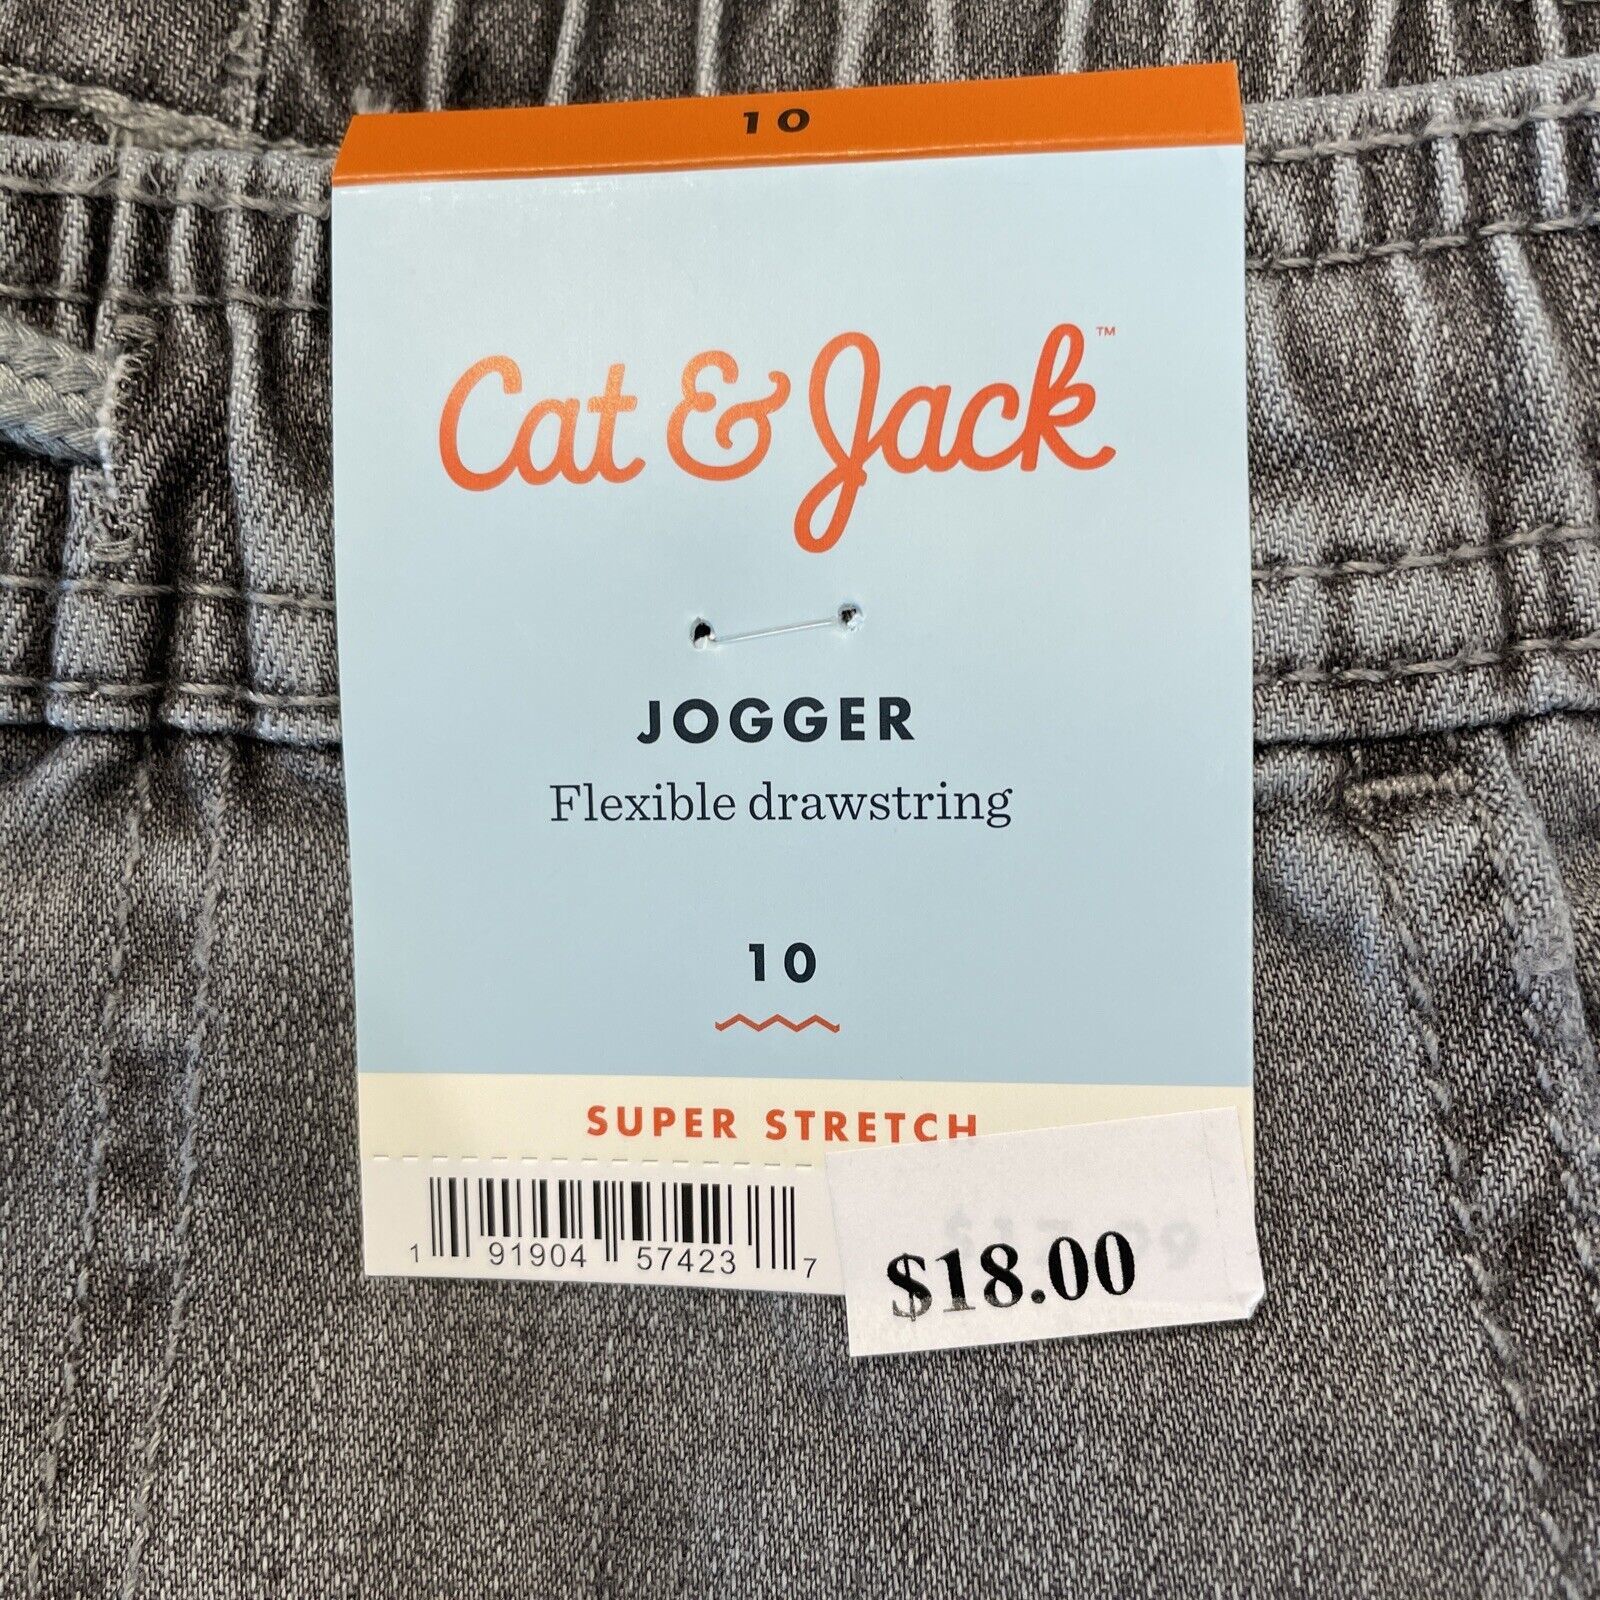 10
Cat & Jack™
JOGGER
Flexible drawstring
10
SUPER STRETCH
1 91904 57423 7
$18.00